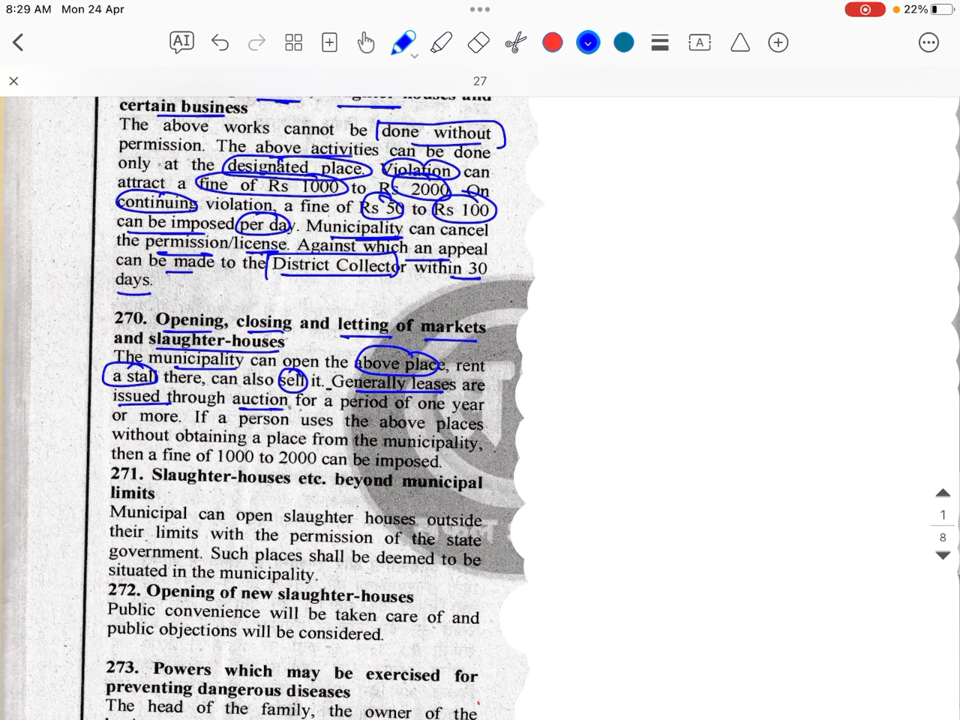 8:29 AM Mon 24 Apr
22%
AI
A
27
certain business
The above works cannot be done without
permission. The above activities can be done
only at the designated place. Violation can
attract a fine of Rs 1000 to Rs 2000. On
continuing violation, a fine of Rs 50 to Rs 100
can be imposed per day. Municipality can cancel
the permission/license. Against which an appeal
can be made to the District Collector within 30
days.
270. Opening, closing and letting of markets
and slaughter-houses
The municipality can open the above place, rent
a stall there, can also sell it. Generally leases are
issued through auction for a period of one year
or more. If a person uses the above places
without obtaining a place from the municipality,
then a fine of 1000 to 2000 can be imposed.
271. Slaughter-houses etc. beyond municipal
limits
Municipal can open slaughter houses outside
their limits with the permission of the state
government. Such places shall be deemed to be
situated in the municipality.
272. Opening of new slaughter-houses
Public convenience will be taken care of and
public objections will be considered.
273. Powers which may be exercised for
preventing dangerous diseases
The head of the family, the owner of the
1
8